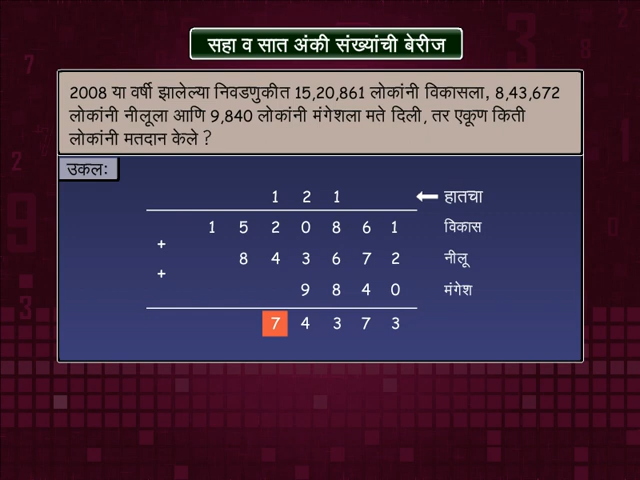 सहा व सात अंकी संख्यांची बेरीज
2008 या वर्षी झालेल्या निवडणुकीत 15,20,861 लोकांनी विकासला, 8,43,672
लोकांनी नीलूला आणि 9,840 लोकांनी मंगेशला मते दिली, तर एकूण किती
लोकांनी मतदान केले ?
उकलः
1 2 1 हातचा
1 5 2 0 8 6 1 विकास
+
8 4 3 6 7 2 नीलू
+
9 8 4 0 मंगेश
7 4 3 7 3